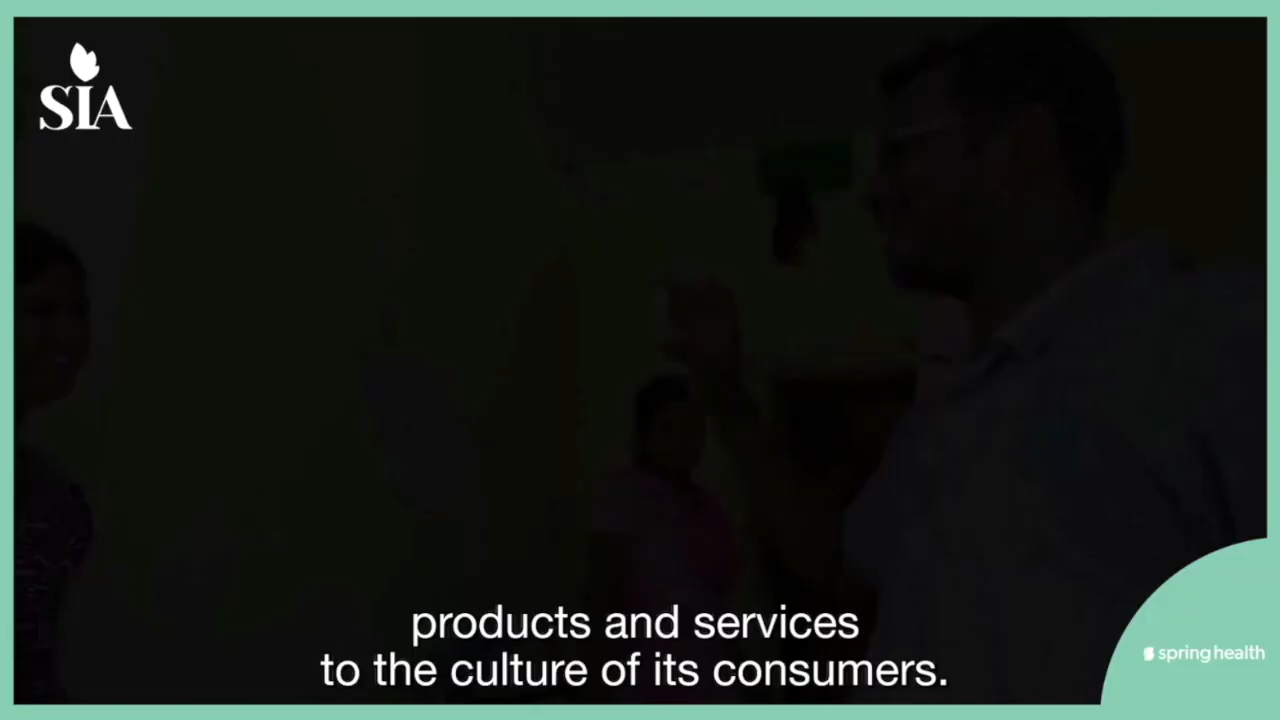 SIA
products and services
to the culture of its consumers.
spring health